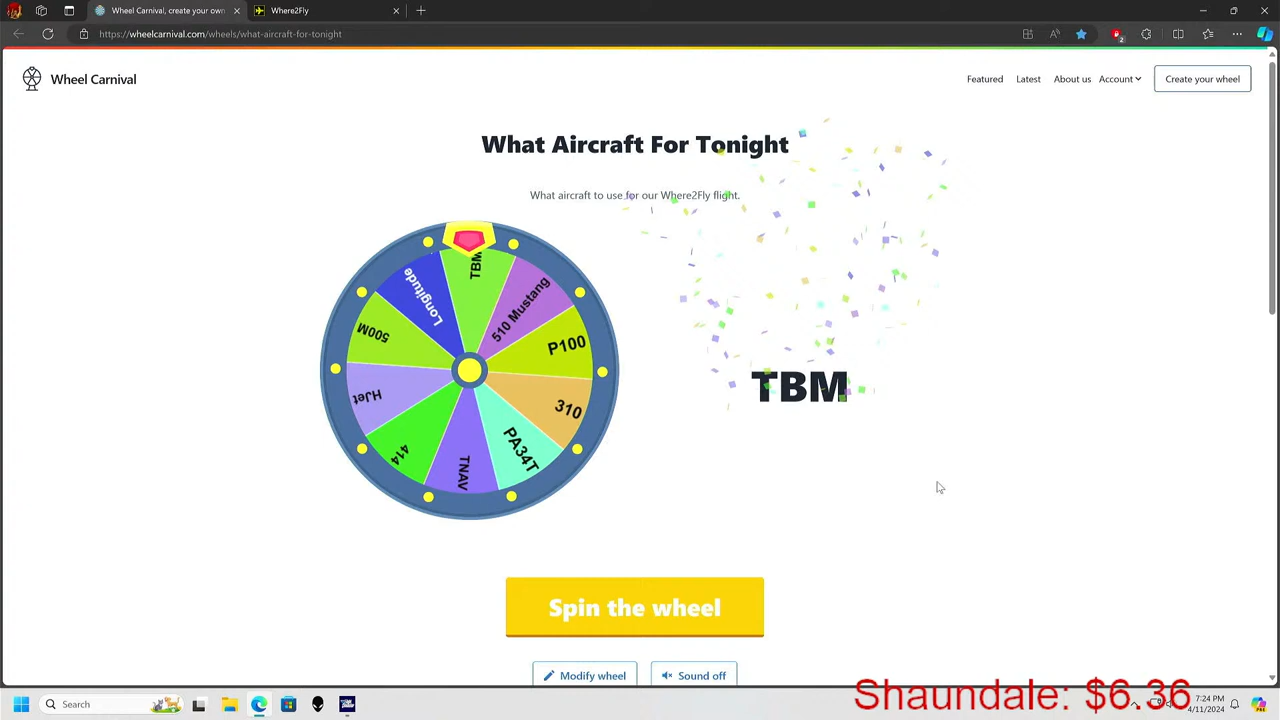 Wheel Carnival, create your own
Where2Fly
https://wheelcarnival.com/wheels/what-aircraft-for-tonight
2
Wheel Carnival
Featured
Latest
About us
Account
Create your wheel
What Aircraft For Tonight
What aircraft to use for our Where2Fly flight.
TBM
510 Mustang
P100
310
PA34T
TNAV
414
HJet
500M
Longitude
TBM
Spin the wheel
Modify wheel
Sound off
Shaundale: $6.36
Search
7:24 PM
4/11/2024